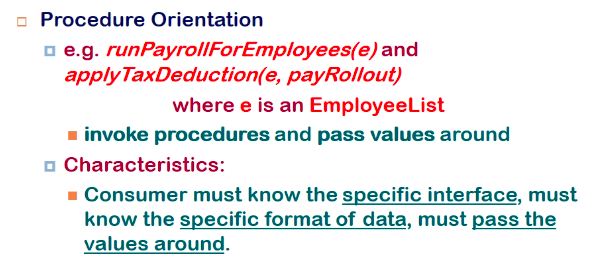 Procedure Orientation
e.g. runPayrollForEmployees(e) and
applyTaxDeduction(e, payRollout)
where e is an EmployeeList
invoke procedures and pass values around
Characteristics:
Consumer must know the specific interface, must
know the specific format of data, must pass the
values around.